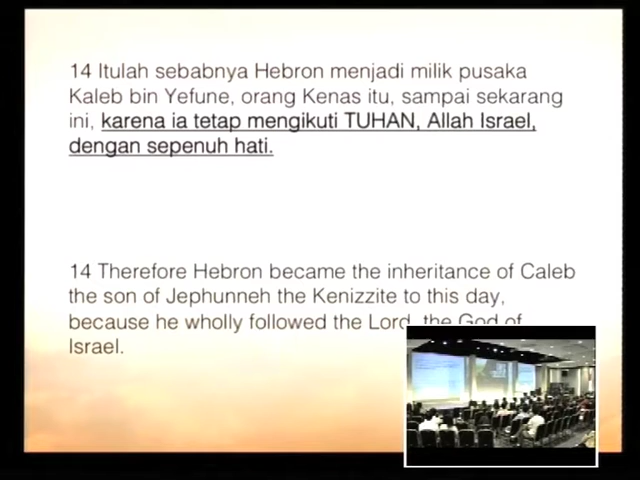 14 Itulah sebabnya Hebron menjadi milik pusaka
Kaleb bin Yefune, orang Kenas itu, sampai sekarang
ini, karena ia tetap mengikuti TUHAN, Allah Israel,
dengan sepenuh hati.
14 Therefore Hebron became the inheritance of Caleb
the son of Jephunneh the Kenizzite to this day,
because he wholly followed the Lord, the God of
Israel.